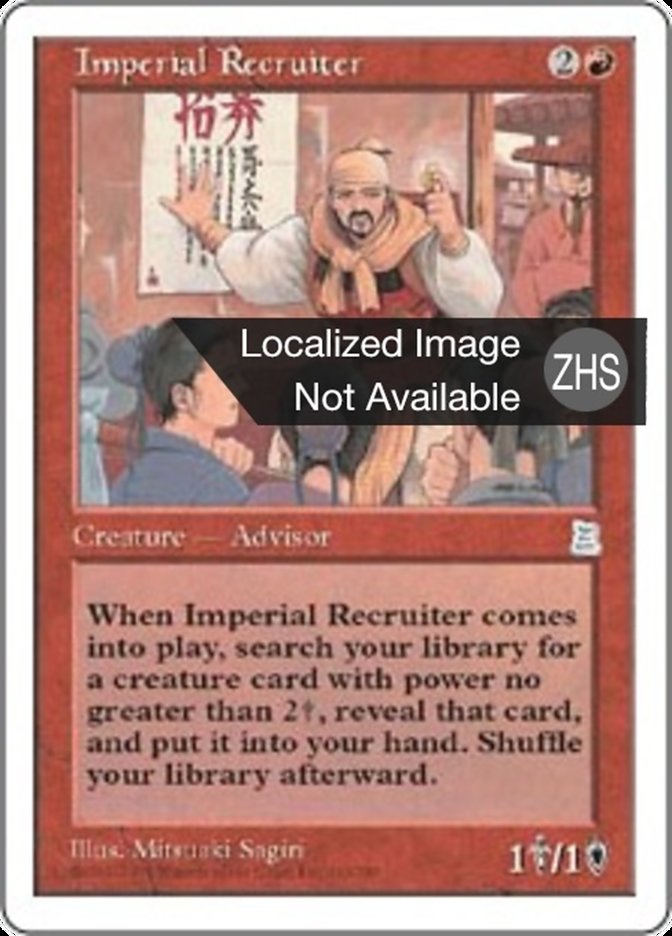 Imperial Recruiter 2
Localized Image
Not Available
ZHS
Creature — Advisor
When Imperial Recruiter comes
into play, search your library for
a creature card with power no
greater than 2, reveal that card,
and put it into your hand. Shuffle
your library afterward.
Illus. Mitsuaki Sagiri
1/1